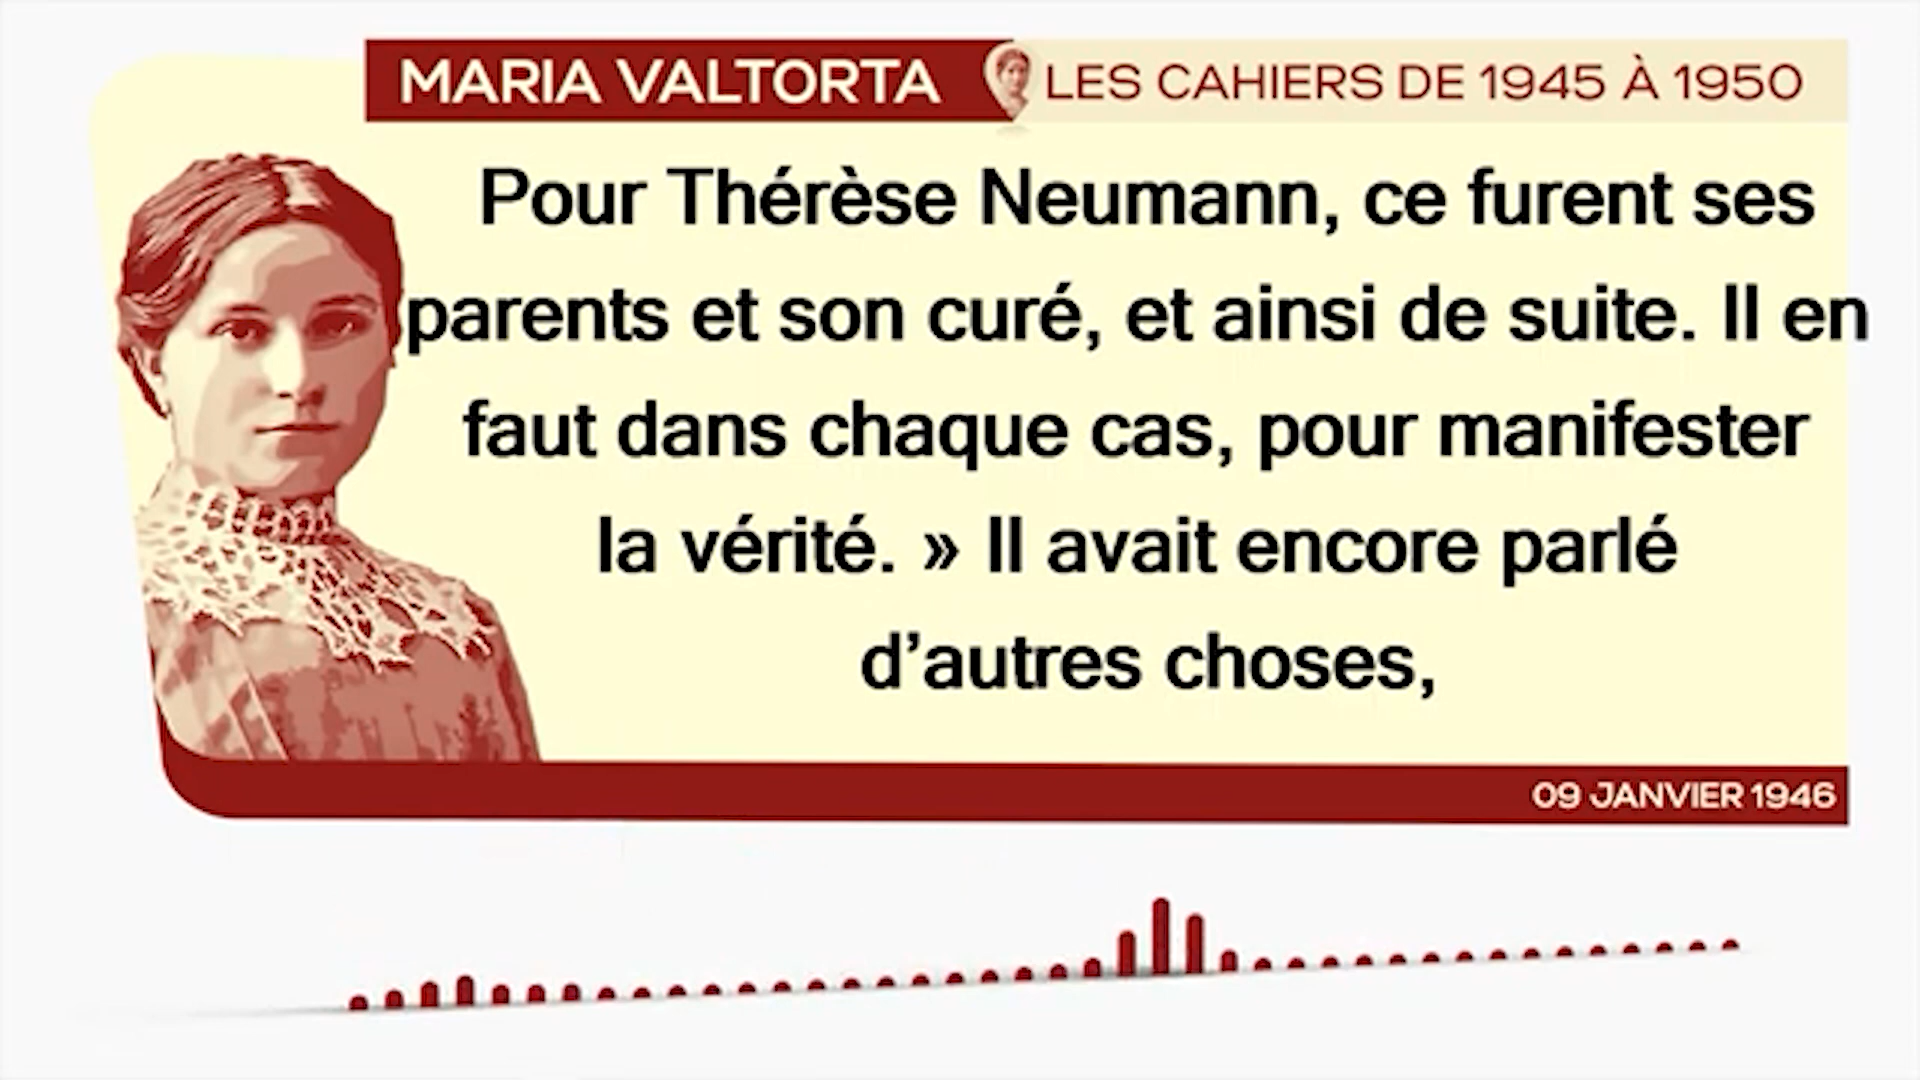 MARIA VALTORTA LES CAHIERS DE 1945 À 1950
Pour Thérèse Neumann, ce furent ses
parents et son curé, et ainsi de suite. Il en
faut dans chaque cas, pour manifester
la vérité. » Il avait encore parlé
d’autres choses,
09 JANVIER 1946